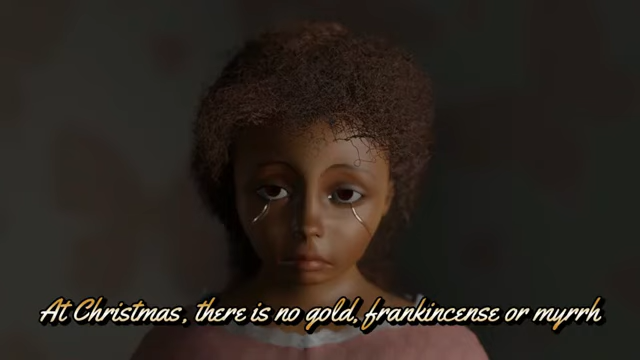 At Christmas, there is no gold, frankincense or myrrh